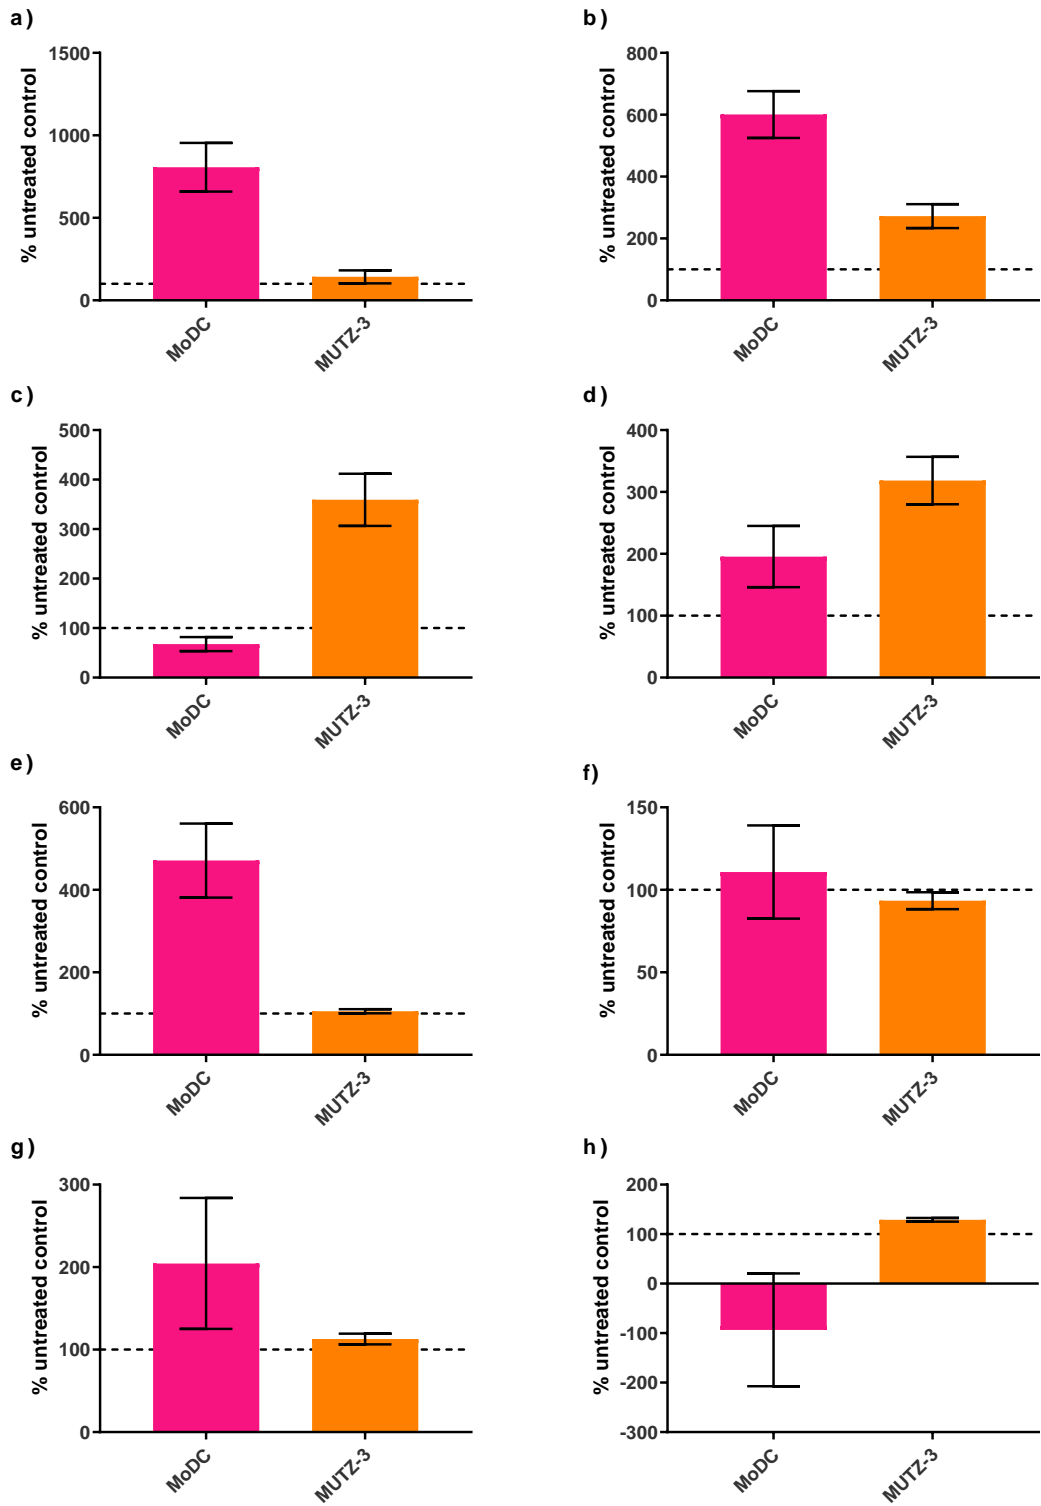 a)
% untreated control
1500
1000
500
0
MoDC
MUTZ-3
b)
% untreated control
800
600
400
200
0
MoDC
MUTZ-3
c)
% untreated control
500
400
300
200
100
0
MoDC
MUTZ-3
d)
% untreated control
400
300
200
100
0
MoDC
MUTZ-3
e)
% untreated control
600
400
200
0
MoDC
MUTZ-3
f)
% untreated control
150
100
50
0
MoDC
MUTZ-3
g)
% untreated control
300
200
100
0
MoDC
MUTZ-3
h)
% untreated control
200
100
0
-100
-200
-300
MoDC
MUTZ-3